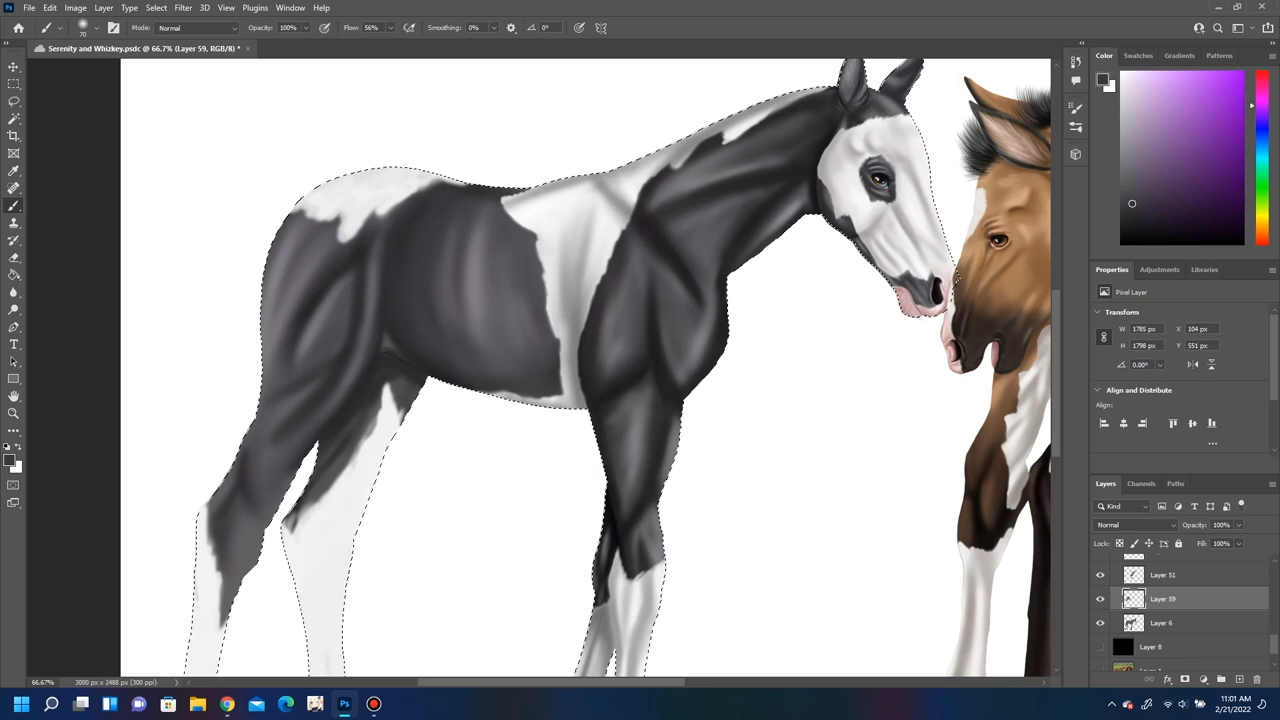 File Edit Image Layer Type Select Filter 3D View Plugins Window Help
70 Mode: Normal Opacity: 100% Flow: 56% Smoothing: 0% 0°
Serenity and Whizkey.psdc @ 66.7% (Layer 59, RGB/8) *
Color Swatches Gradients Patterns
Properties Adjustments Libraries
Pixel Layer
Transform
W 1785 px X 104 px
H 1798 px Y 551 px
0.00°
Align and Distribute
Align:
Layers Channels Paths
Kind
Normal Opacity: 100%
Lock: Fill: 100%
Layer 51
Layer 59
Layer 6
Layer 8
66.67% 3000 px x 2488 px (300 ppi)
11:01 AM
2/21/2022